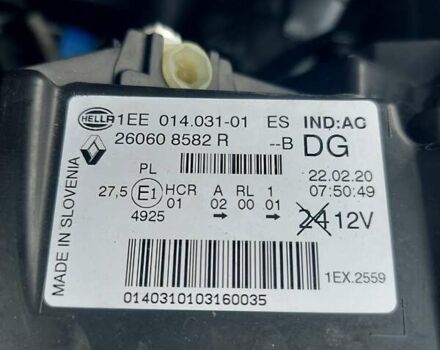 HELLA 1EE 014.031-01 ES IND:AG
26060 8582 R --B DG
PL 22.02.20
27,5 E1 HCR A RL 1 07:50:49
01 02 → 00 → 01
4925 24 12V
MADE IN SLOVENIA
1EX.2559
0140310103160035